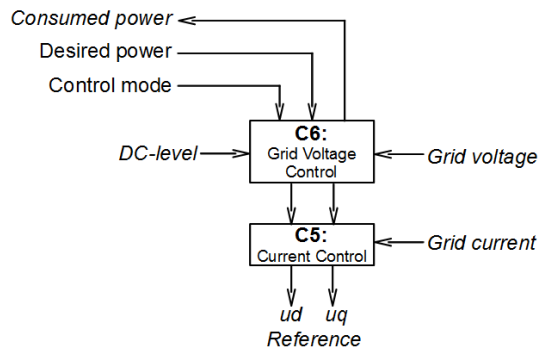 Consumed power
Desired power
Control mode
C6:
Grid Voltage
Control
DC-level
Grid voltage
C5:
Current Control
Grid current
ud uq
Reference